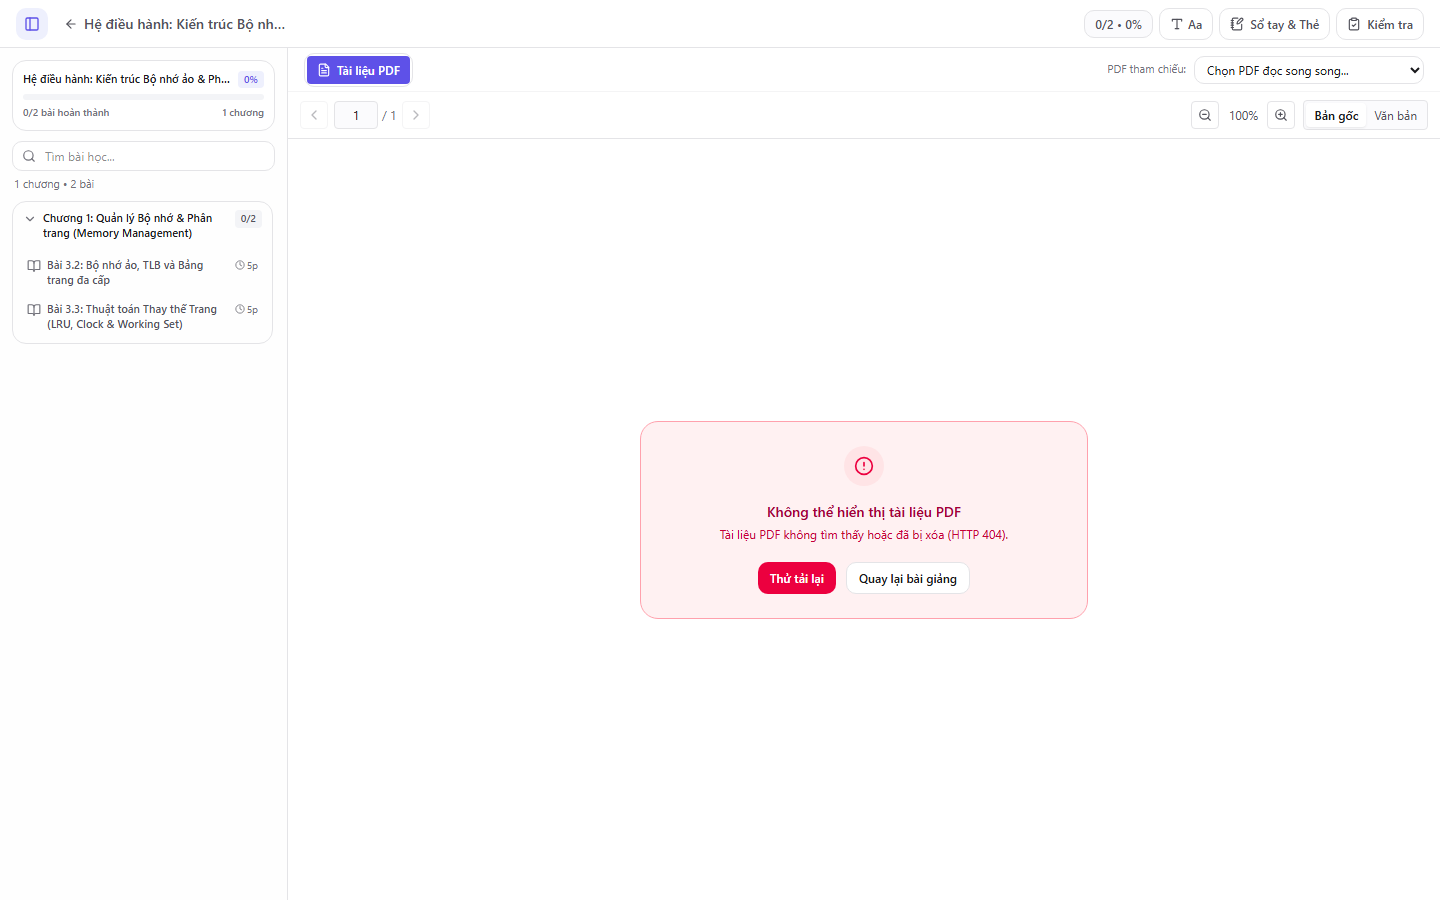 Hệ điều hành: Kiến trúc Bộ nh...
0/2 • 0%
Aa
Sổ tay & Thẻ
Kiểm tra
Hệ điều hành: Kiến trúc Bộ nhớ ảo & Ph...
0%
0/2 bài hoàn thành
1 chương
Tìm bài học...
1 chương • 2 bài
Chương 1: Quản lý Bộ nhớ & Phân
trang (Memory Management)
0/2
Bài 3.2: Bộ nhớ ảo, TLB và Bảng
trang đa cấp
5p
Bài 3.3: Thuật toán Thay thế Trang
(LRU, Clock & Working Set)
5p
Tài liệu PDF
PDF tham chiếu:
Chọn PDF đọc song song...
1
/ 1
100%
Bản gốc
Văn bản
Không thể hiển thị tài liệu PDF
Tài liệu PDF không tìm thấy hoặc đã bị xóa (HTTP 404).
Thử tải lại
Quay lại bài giảng